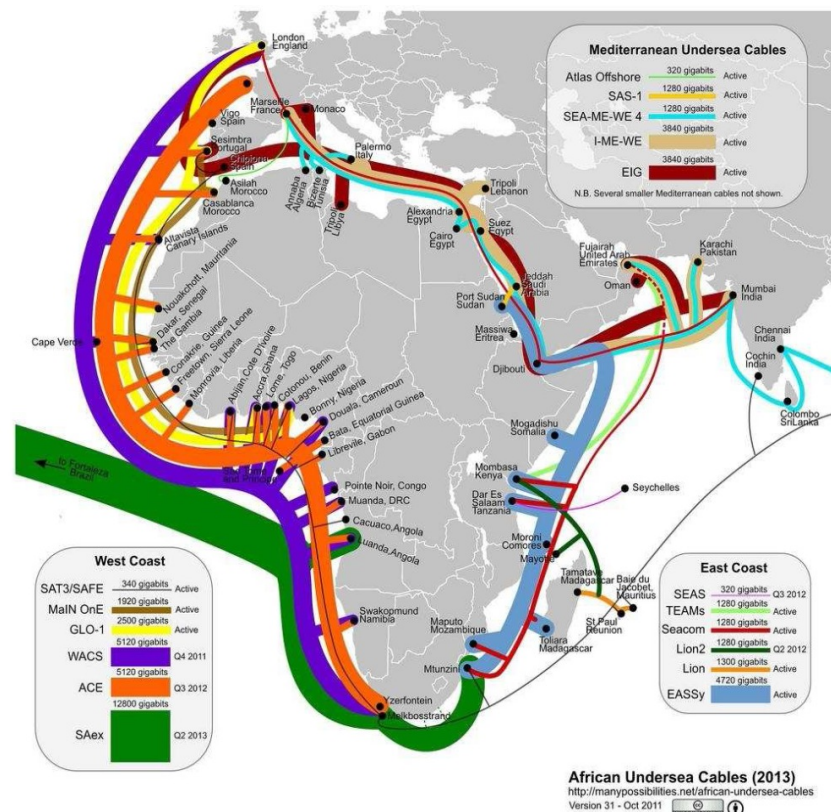 London
England
Vigo
Spain
Sesimbra
Portugal
Chipiona
Spain
Asilah
Morocco
Casablanca
Morocco
Altavista
Canary Islands
Marseille
France
Monaco
Palermo
Italy
Annaba
Algeria
Bizerte
Tunisia
Tripoli
Libya
Tripoli
Lebanon
Alexandria
Egypt
Cairo
Egypt
Suez
Egypt
Jeddah
Saudi
Arabia
Port Sudan
Sudan
Massiwa
Eritrea
Djibouti
Fujairah
United Arab
Emirates
Oman
Karachi
Pakistan
Mumbai
India
Chennai
India
Cochin
India
Colombo
SriLanka
Mediterranean Undersea Cables
Atlas Offshore 320 gigabits Active
SAS-1 1280 gigabits Active
SEA-ME-WE 4 1280 gigabits Active
I-ME-WE 3840 gigabits Active
EIG 3840 gigabits Active
N.B. Several smaller Mediterranean cables not shown.
Nouakchott, Mauritania
Dakar, Senegal
The Gambia
Cape Verde
Conakrie, Guinea
Freetown, Sierra Leone
Monrovia, Liberia
Abijan, Cote D'ivoire
Accra, Ghana
Lome, Togo
Cotonou, Benin
Lagos, Nigeria
Bonny, Nigeria
Douala, Cameroun
Bata, Equatorial Guinea
Libreville, Gabon
and Principe
Pointe Noir, Congo
Muanda, DRC
Cacuaco,Angola
Luanda,Angola
Swakopmund
Namibia
Yzerfontein
Melkbosstrand
Mtunzini
Maputo
Mozambique
Toliara
Madagascar
Mogadishu
Somalia
Mombasa
Kenya
Dar Es
Salaam
Tanzania
Seychelles
Moroni
Comores
Mayotte
Tamatave
Madagascar
Baie du
Jacobet,
Mauritius
St.Paul
Reunion
to Forteleza
Brazil
West Coast
SAT3/SAFE 340 gigabits Active
MaIN OnE 1920 gigabits Active
GLO-1 2500 gigabits Active
WACS 5120 gigabits Q4 2011
ACE 5120 gigabits Q3 2012
SAex 12800 gigabits Q2 2013
East Coast
SEAS 320 gigabits Q3 2012
TEAMs 1280 gigabits Active
Seacom 1280 gigabits Active
Lion2 1280 gigabits Q2 2012
Lion 1300 gigabits Active
EASSy 4720 gigabits Active
African Undersea Cables (2013)
http://manypossibilities.net/african-undersea-cables
Version 31 - Oct 2011